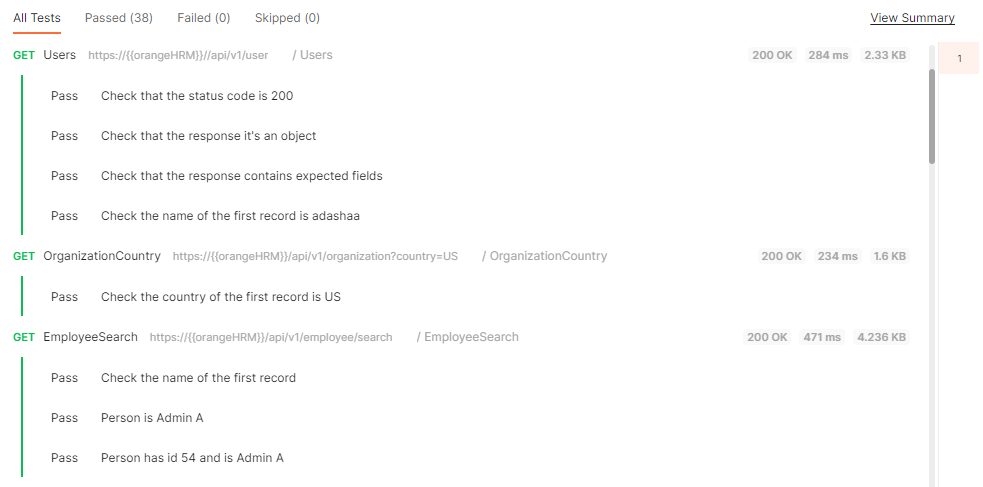 All Tests Passed (38) Failed (0) Skipped (0) View Summary
GET Users https://{{orangeHRM}}//api/v1/user / Users 200 OK 284 ms 2.33 KB 1
Pass Check that the status code is 200
Pass Check that the response it's an object
Pass Check that the response contains expected fields
Pass Check the name of the first record is adashaa
GET OrganizationCountry https://{{orangeHRM}}/api/v1/organization?country=US / OrganizationCountry 200 OK 234 ms 1.6 KB
Pass Check the country of the first record is US
GET EmployeeSearch https://{{orangeHRM}}/api/v1/employee/search / EmployeeSearch 200 OK 471 ms 4.236 KB
Pass Check the name of the first record
Pass Person is Admin A
Pass Person has id 54 and is Admin A